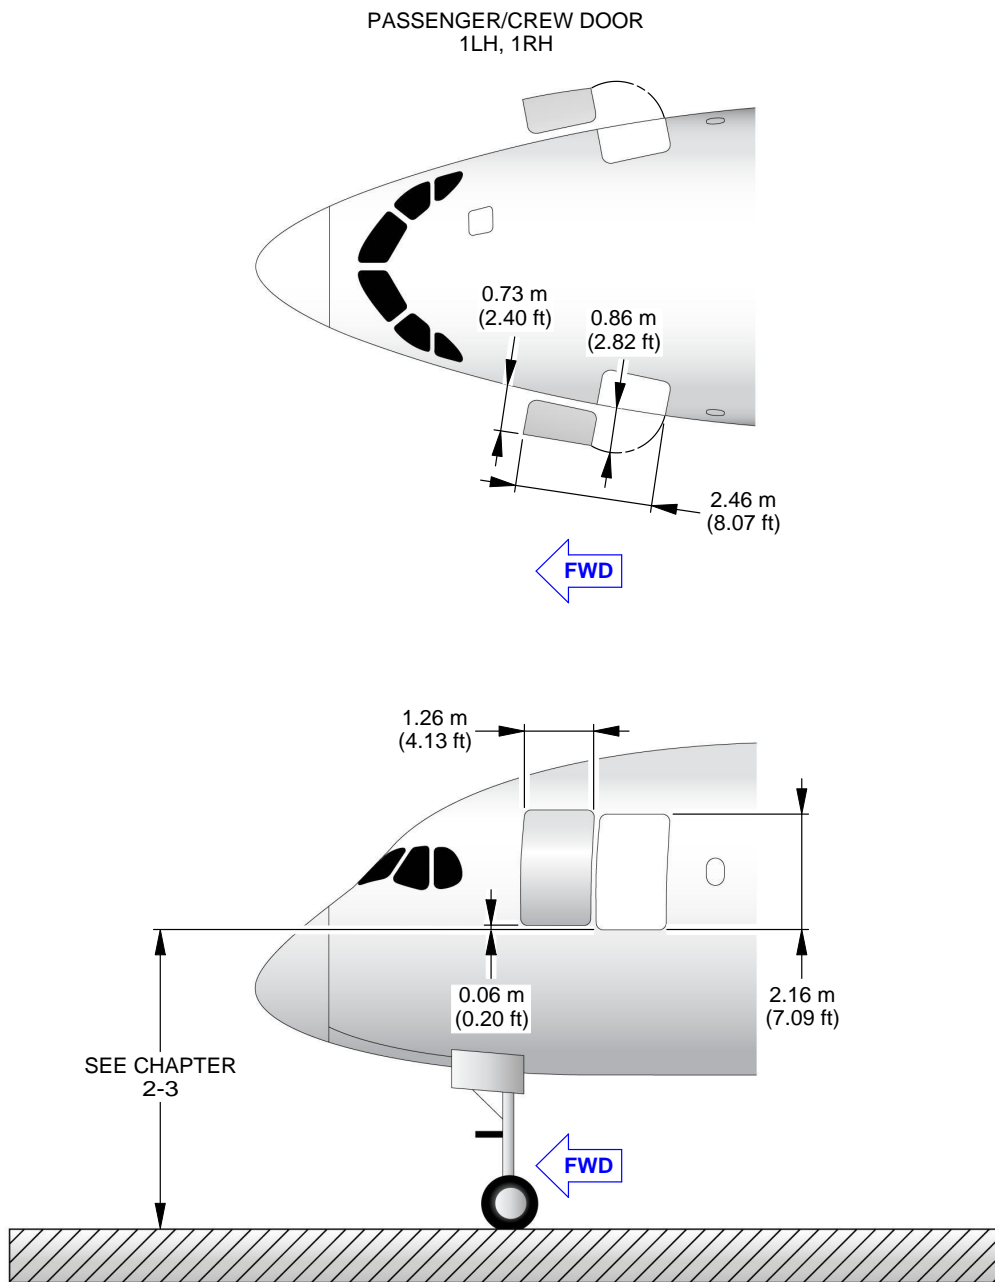 PASSENGER/CREW DOOR
1LH, 1RH
0.73 m
(2.40 ft)
0.86 m
(2.82 ft)
2.46 m
(8.07 ft)
FWD
1.26 m
(4.13 ft)
0.06 m
(0.20 ft)
2.16 m
(7.09 ft)
SEE CHAPTER
2-3
FWD